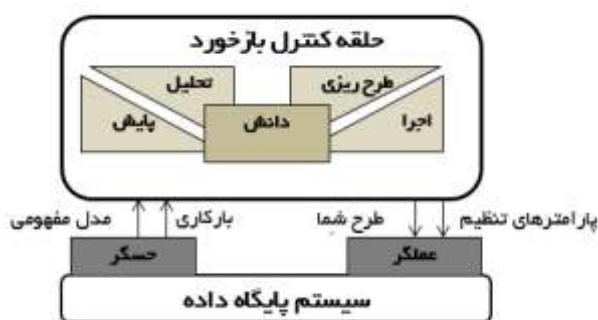 حلقه کنترل بازخورد
تحلیل
طرح ریزی
پایش
دانش
اجرا
مدل مفهومی
بارکاری
طرح شما
پارامترهای تنظیم
حسگر
عملگر
سیستم پایگاه داده